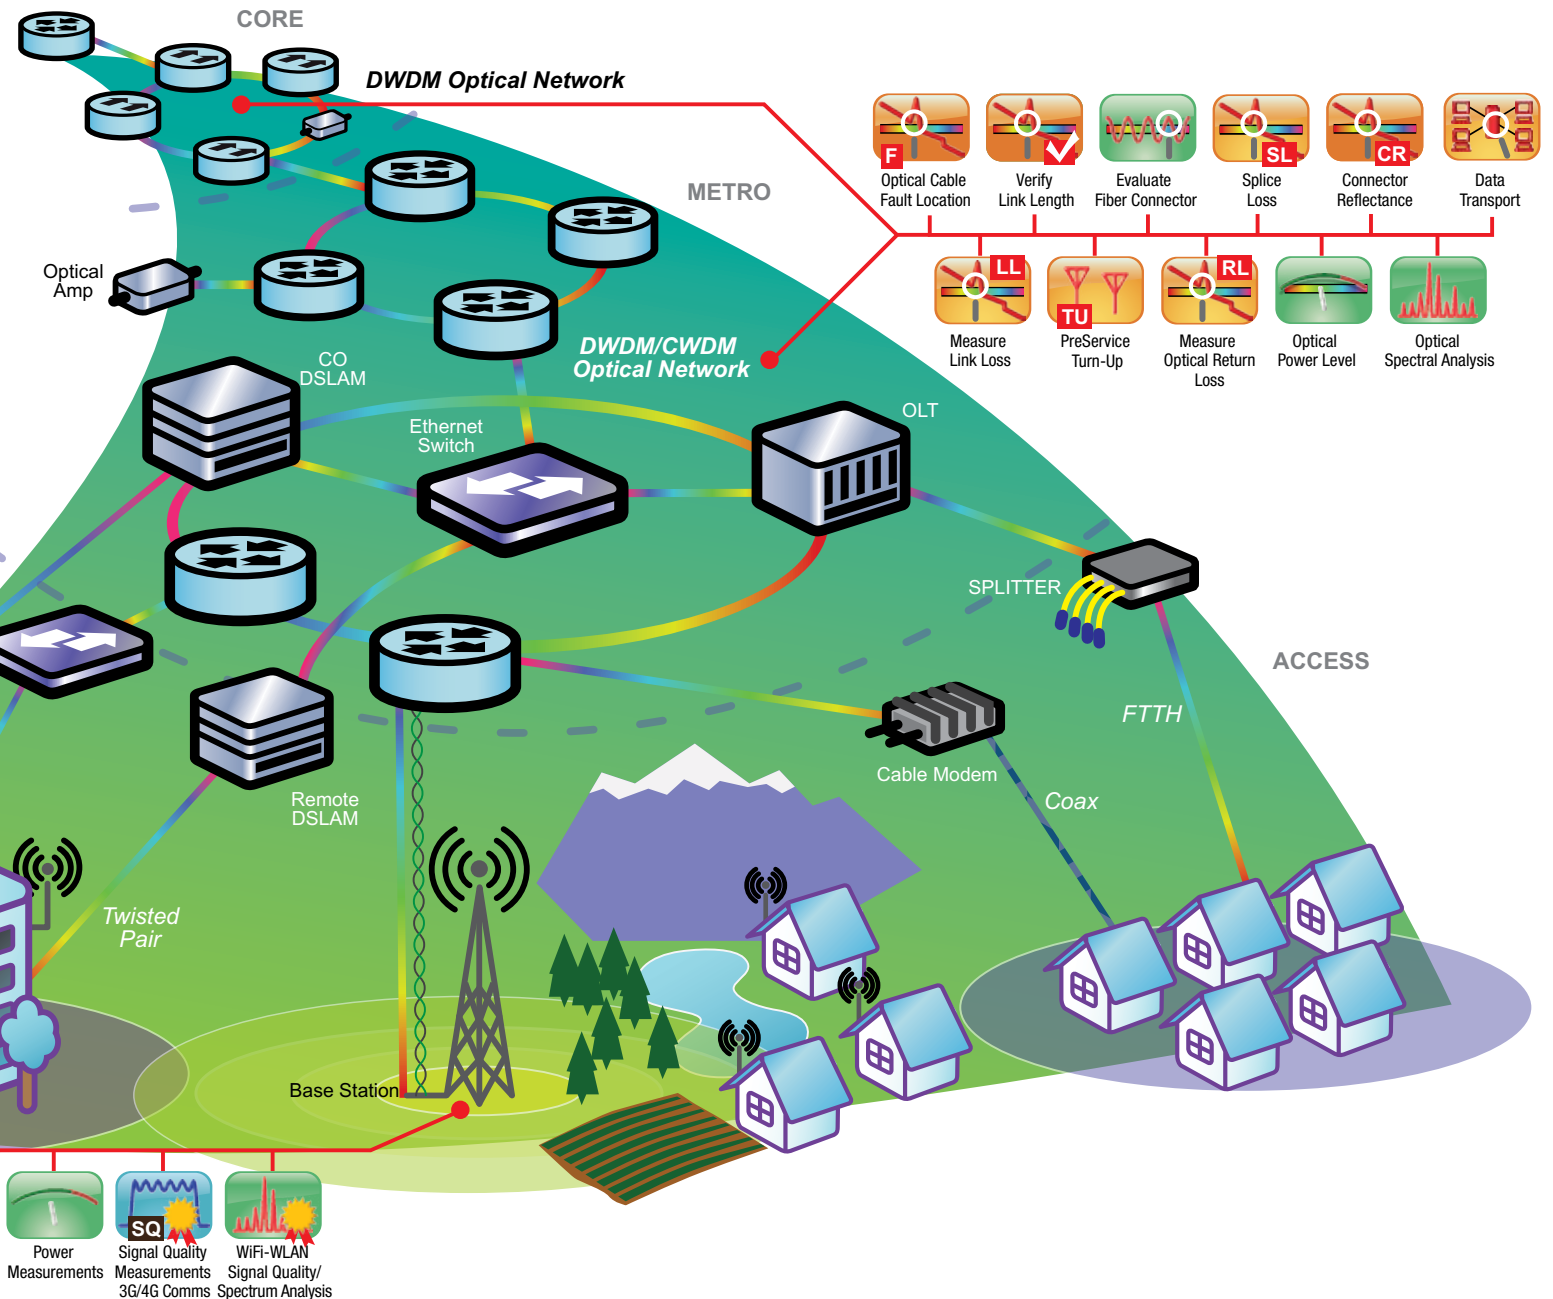 CORE
DWDM Optical Network
METRO
F
SL
CR
Optical Cable
Fault Location
Verify
Link Length
Evaluate
Fiber Connector
Splice
Loss
Connector
Reflectance
Data
Transport
LL
TU
RL
Measure
Link Loss
PreService
Turn-Up
Measure
Optical Return
Loss
Optical
Power Level
Optical
Spectral Analysis
Optical
Amp
DWDM/CWDM
Optical Network
CO
DSLAM
Ethernet
Switch
OLT
SPLITTER
ACCESS
FTTH
Cable Modem
Coax
Remote
DSLAM
Twisted
Pair
Base Station
SQ
Power
Measurements
Signal Quality
Measurements
3G/4G Comms
WiFi-WLAN
Signal Quality/
Spectrum Analysis